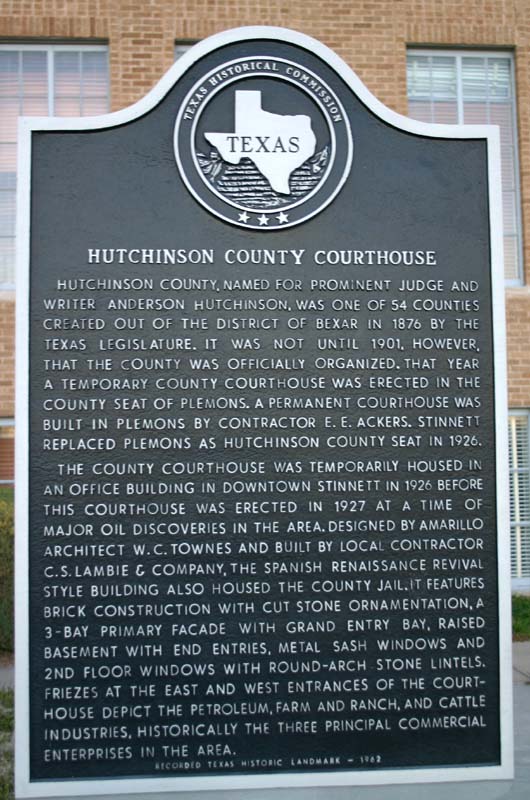 TEXAS HISTORICAL COMMISSION
TEXAS
HUTCHINSON COUNTY COURTHOUSE
HUTCHINSON COUNTY, NAMED FOR PROMINENT JUDGE AND
WRITER ANDERSON HUTCHINSON, WAS ONE OF 54 COUNTIES
CREATED OUT OF THE DISTRICT OF BEXAR IN 1876 BY THE
TEXAS LEGISLATURE. IT WAS NOT UNTIL 1901, HOWEVER,
THAT THE COUNTY WAS OFFICIALLY ORGANIZED. THAT YEAR
A TEMPORARY COUNTY COURTHOUSE WAS ERECTED IN THE
COUNTY SEAT OF PLEMONS. A PERMANENT COURTHOUSE WAS
BUILT IN PLEMONS BY CONTRACTOR E. E. ACKERS. STINNETT
REPLACED PLEMONS AS HUTCHINSON COUNTY SEAT IN 1926.
THE COUNTY COURTHOUSE WAS TEMPORARILY HOUSED IN
AN OFFICE BUILDING IN DOWNTOWN STINNETT IN 1926 BEFORE
THIS COURTHOUSE WAS ERECTED IN 1927 AT A TIME OF
MAJOR OIL DISCOVERIES IN THE AREA. DESIGNED BY AMARILLO
ARCHITECT W. C. TOWNES AND BUILT BY LOCAL CONTRACTOR
C. S. LAMBIE & COMPANY, THE SPANISH RENAISSANCE REVIVAL
STYLE BUILDING ALSO HOUSED THE COUNTY JAIL. IT FEATURES
BRICK CONSTRUCTION WITH CUT STONE ORNAMENTATION, A
3-BAY PRIMARY FACADE WITH GRAND ENTRY BAY, RAISED
BASEMENT WITH END ENTRIES, METAL SASH WINDOWS AND
2ND FLOOR WINDOWS WITH ROUND-ARCH STONE LINTELS.
FRIEZES AT THE EAST AND WEST ENTRANCES OF THE COURT-
HOUSE DEPICT THE PETROLEUM, FARM AND RANCH, AND CATTLE
INDUSTRIES, HISTORICALLY THE THREE PRINCIPAL COMMERCIAL
ENTERPRISES IN THE AREA.
RECORDED TEXAS HISTORIC LANDMARK – 1962